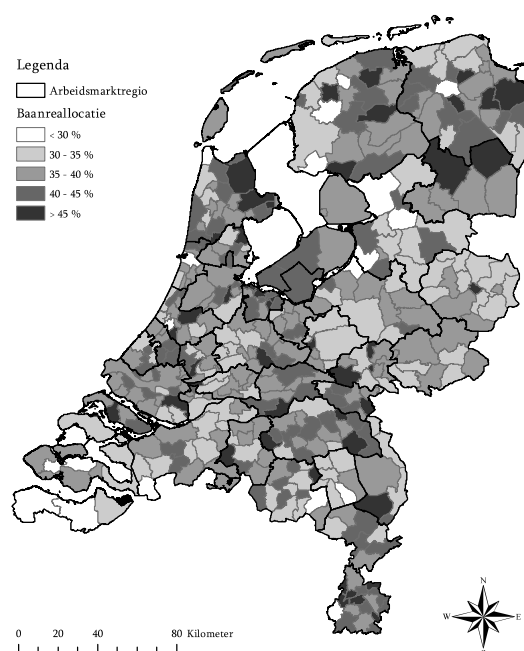 Legenda
Arbeidsmarktregio
Baanreallocatie
< 30 %
30 - 35 %
35 - 40 %
40 - 45 %
> 45 %
N
W E
S
0 20 40 80 Kilometer